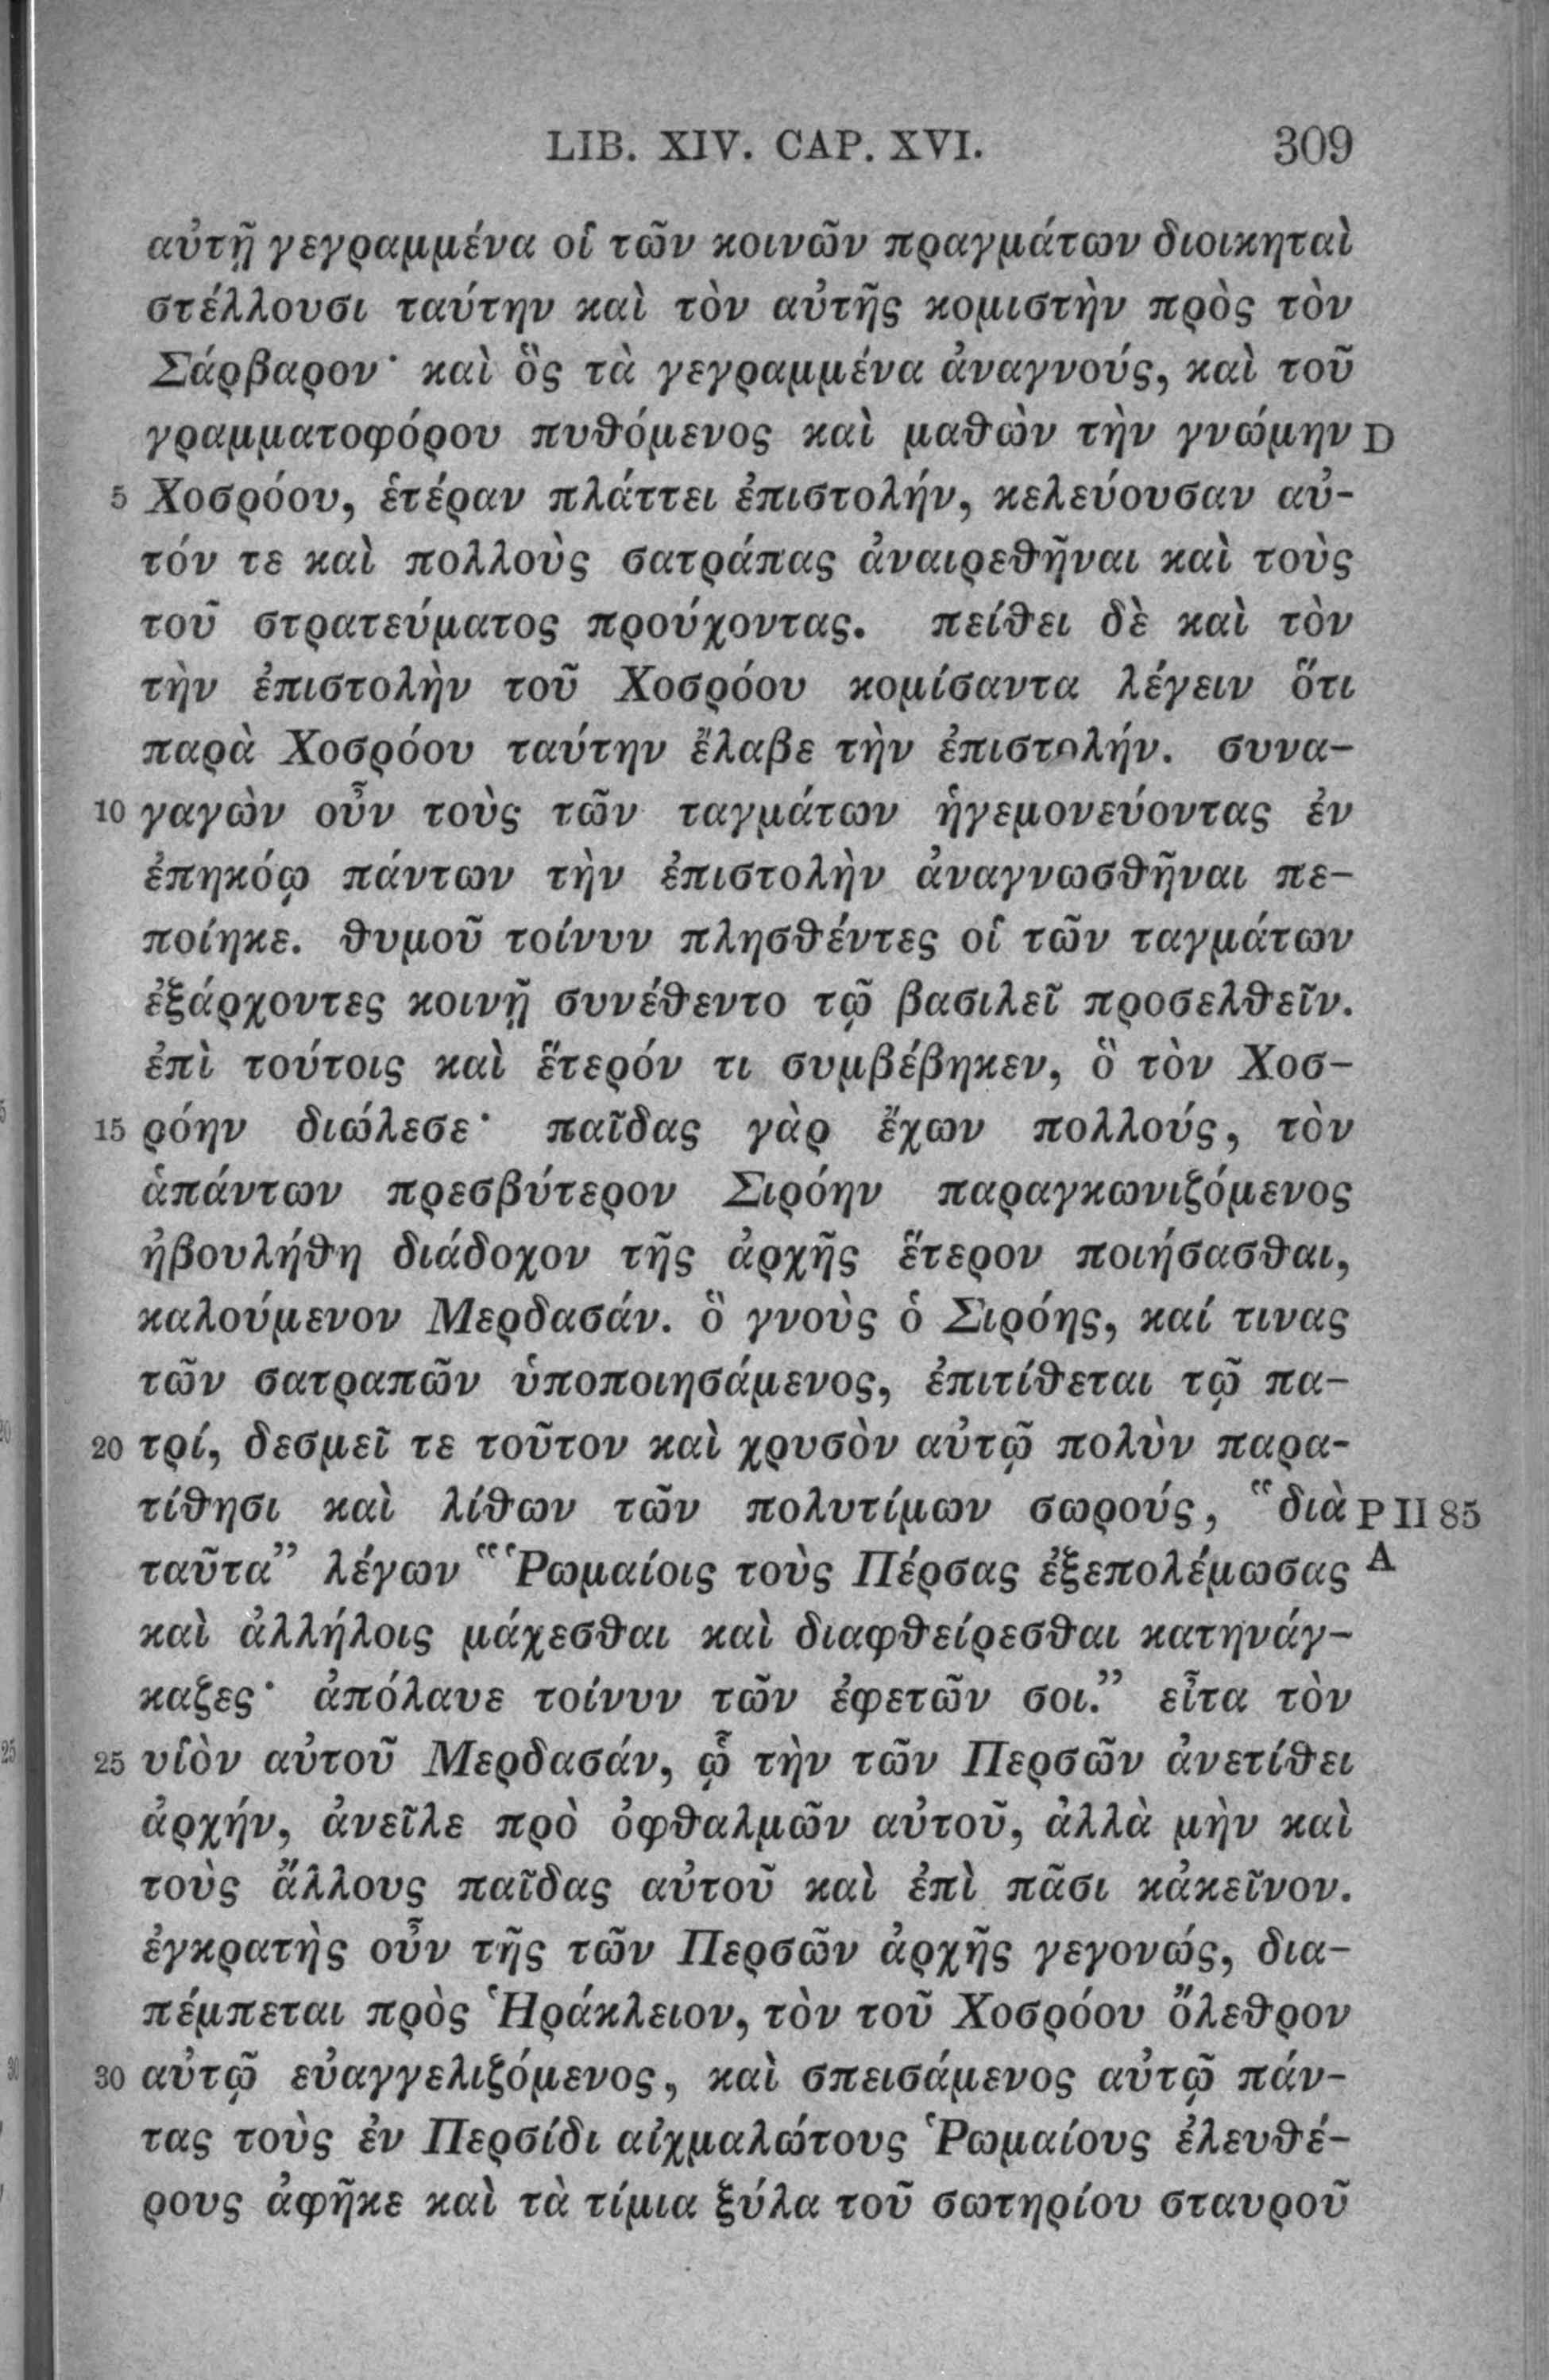 LIB. XIV. CAP. XVI. 309
αὐτῇ γεγραμμένα οἱ τῶν κοινῶν πραγμάτων διοικηταὶ
στέλλουσι ταύτην καὶ τὸν αὐτῆς κομιστὴν πρὸς τὸν
Σάρβαρον· καὶ ὃς τὰ γεγραμμένα ἀναγνούς, καὶ τοῦ
γραμματοφόρου πυθόμενος καὶ μαθὼν τὴν γνώμην D
5 Χοσρόου, ἑτέραν πλάττει ἐπιστολήν, κελεύουσαν αὐ-
τόν τε καὶ πολλοὺς σατράπας ἀναιρεθῆναι καὶ τοὺς
τοῦ στρατεύματος προύχοντας. πείθει δὲ καὶ τὸν
τὴν ἐπιστολὴν τοῦ Χοσρόου κομίσαντα λέγειν ὅτι
παρὰ Χοσρόου ταύτην ἔλαβε τὴν ἐπιστολήν. συνα-
10 γαγὼν οὖν τοὺς τῶν ταγμάτων ἡγεμονεύοντας ἐν
ἐπηκόῳ πάντων τὴν ἐπιστολὴν ἀναγνωσθῆναι πε-
ποίηκε. θυμοῦ τοίνυν πλησθέντες οἱ τῶν ταγμάτων
ἐξάρχοντες κοινῇ συνέθεντο τῷ βασιλεῖ προσελθεῖν.
ἐπὶ τούτοις καὶ ἕτερόν τι συμβέβηκεν, ὃ τὸν Χοσ-
15 ρόην διώλεσε· παῖδας γὰρ ἔχων πολλούς, τὸν
ἁπάντων πρεσβύτερον Σιρόην παραγκωνιζόμενος
ἠβουλήθη διάδοχον τῆς ἀρχῆς ἕτερον ποιήσασθαι,
καλούμενον Μερδασάν. ὃ γνοὺς ὁ Σιρόης, καί τινας
τῶν σατραπῶν ὑποποιησάμενος, ἐπιτίθεται τῷ πα-
20 τρί, δεσμεῖ τε τοῦτον καὶ χρυσὸν αὐτῷ πολὺν παρα-
τίθησι καὶ λίθων τῶν πολυτίμων σωρούς, "διὰ P II 85
ταῦτα" λέγων "Ῥωμαίοις τοὺς Πέρσας ἐξεπολέμωσας A
καὶ ἀλλήλοις μάχεσθαι καὶ διαφθείρεσθαι κατηνάγ-
καζες· ἀπόλαυε τοίνυν τῶν ἐφετῶν σοι." εἶτα τὸν
25 υἱὸν αὐτοῦ Μερδασάν, ᾧ τὴν τῶν Περσῶν ἀνετίθει
ἀρχήν, ἀνεῖλε πρὸ ὀφθαλμῶν αὐτοῦ, ἀλλὰ μὴν καὶ
τοὺς ἄλλους παῖδας αὐτοῦ καὶ ἐπὶ πᾶσι κἀκεῖνον.
ἐγκρατὴς οὖν τῆς τῶν Περσῶν ἀρχῆς γεγονώς, δια-
πέμπεται πρὸς Ἡράκλειον, τὸν τοῦ Χοσρόου ὄλεθρον
30 αὐτῷ εὐαγγελιζόμενος, καὶ σπεισάμενος αὐτῷ πάν-
τας τοὺς ἐν Περσίδι αἰχμαλώτους Ῥωμαίους ἐλευθέ-
ρους ἀφῆκε καὶ τὰ τίμια ξύλα τοῦ σωτηρίου σταυροῦ